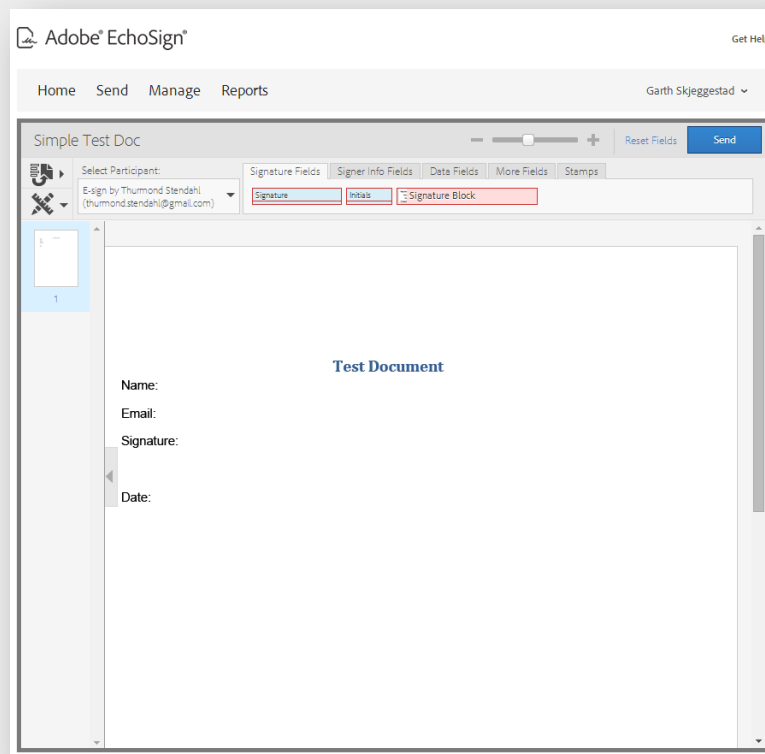 Adobe® EchoSign®
Get Hel
Home Send Manage Reports
Garth Skjeggestad
Simple Test Doc
Reset Fields
Send
Select Participant:
E-sign by Thurmond Stendahl
(thurmond.stendahl@gmail.com)
Signature Fields Signer Info Fields Data Fields More Fields Stamps
Signature Initials Signature Block
1
Test Document
Name:
Email:
Signature:
Date: